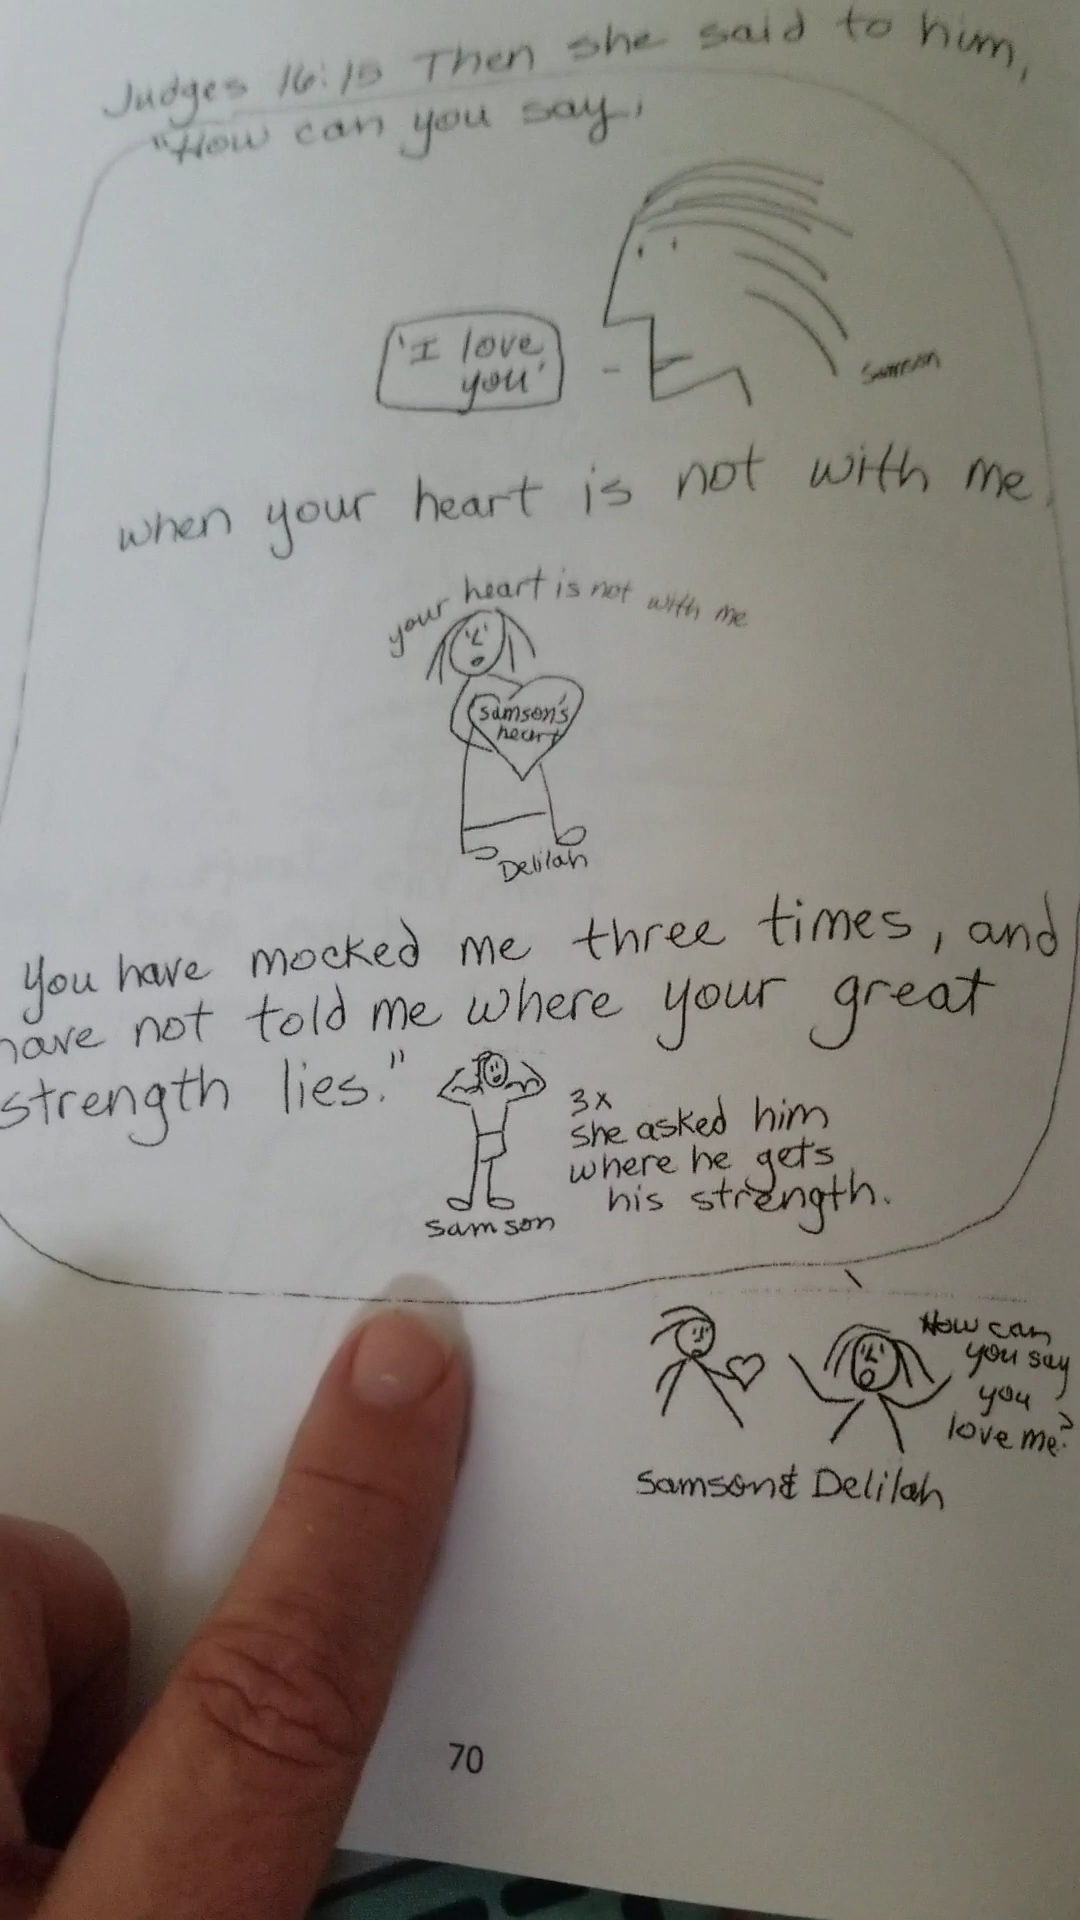 Judges 16:15 Then she said to him,
"How can you say,
'I love
you'
Samson
when your heart is not with me.
your heart is not with me
Samson's
heart
Delilah
you have mocked me three times, and
have not told me where your great
strength lies."
3x
she asked him
where he gets
his strength.
Samson
How can
you say
you
love me?
Samson & Delilah
70